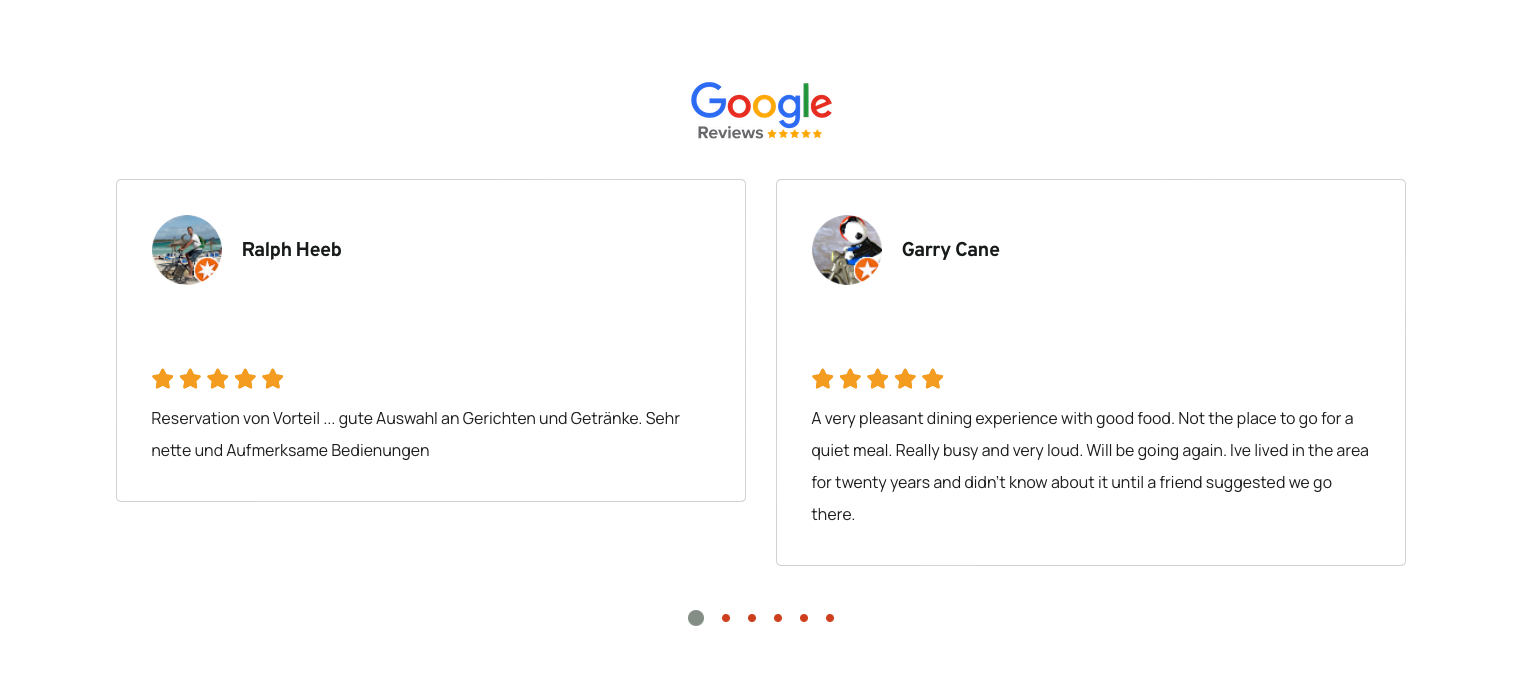 Google
Reviews
Ralph Heeb
Reservation von Vorteil ... gute Auswahl an Gerichten und Getränke. Sehr
nette und Aufmerksame Bedienungen
Garry Cane
A very pleasant dining experience with good food. Not the place to go for a
quiet meal. Really busy and very loud. Will be going again. Ive lived in the area
for twenty years and didn't know about it until a friend suggested we go
there.